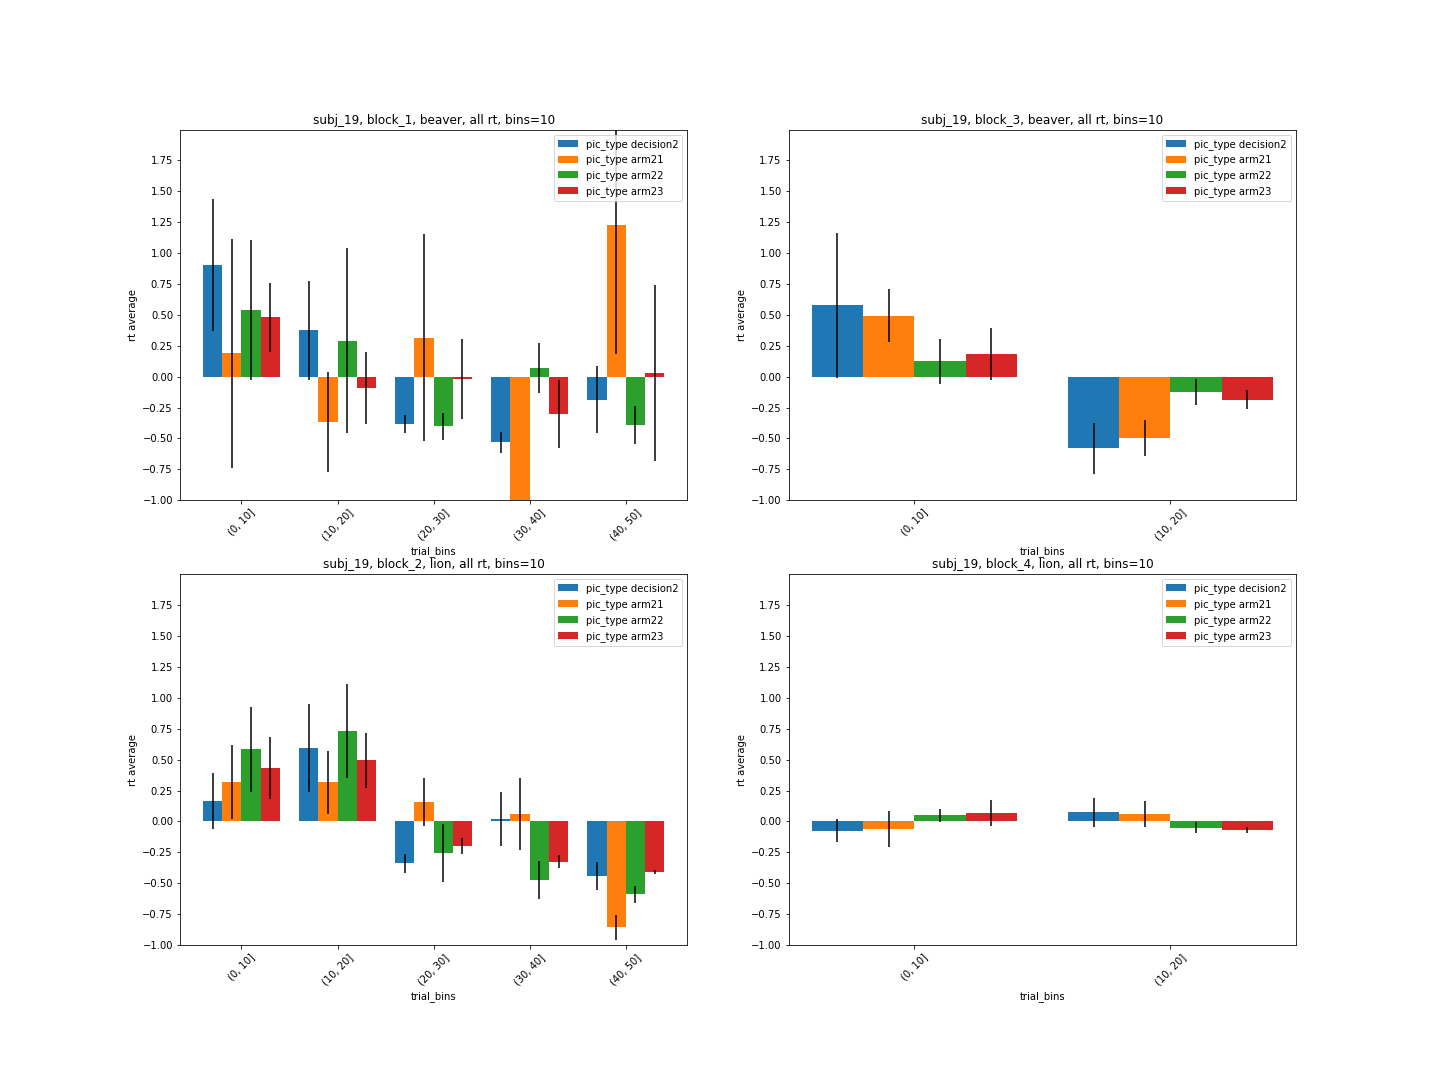 subj_19, block_1, beaver, all rt, bins=10
pic_type decision2
pic_type arm21
pic_type arm22
pic_type arm23
1.75
1.50
1.25
1.00
0.75
0.50
0.25
0.00
−0.25
−0.50
−0.75
−1.00
rt average
(0, 10]
(10, 20]
(20, 30]
(30, 40]
(40, 50]
trial_bins
subj_19, block_3, beaver, all rt, bins=10
pic_type decision2
pic_type arm21
pic_type arm22
pic_type arm23
1.75
1.50
1.25
1.00
0.75
0.50
0.25
0.00
−0.25
−0.50
−0.75
−1.00
rt average
(0, 10]
(10, 20]
trial_bins
subj_19, block_2, lion, all rt, bins=10
pic_type decision2
pic_type arm21
pic_type arm22
pic_type arm23
1.75
1.50
1.25
1.00
0.75
0.50
0.25
0.00
−0.25
−0.50
−0.75
−1.00
rt average
(0, 10]
(10, 20]
(20, 30]
(30, 40]
(40, 50]
trial_bins
subj_19, block_4, lion, all rt, bins=10
pic_type decision2
pic_type arm21
pic_type arm22
pic_type arm23
1.75
1.50
1.25
1.00
0.75
0.50
0.25
0.00
−0.25
−0.50
−0.75
−1.00
rt average
(0, 10]
(10, 20]
trial_bins